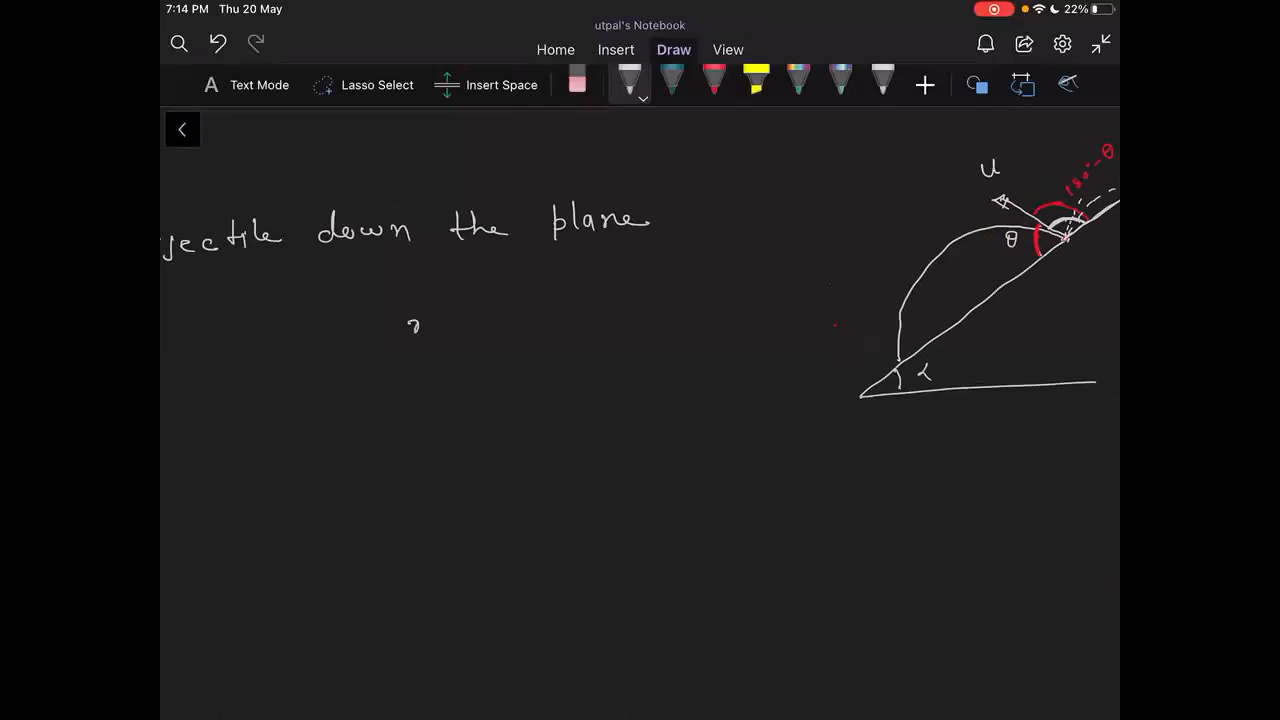 7:14 PM Thu 20 May
22%
utpal's Notebook
Home Insert Draw View
Text Mode Lasso Select Insert Space
u
180°-θ
jectile down the plane
θ
α